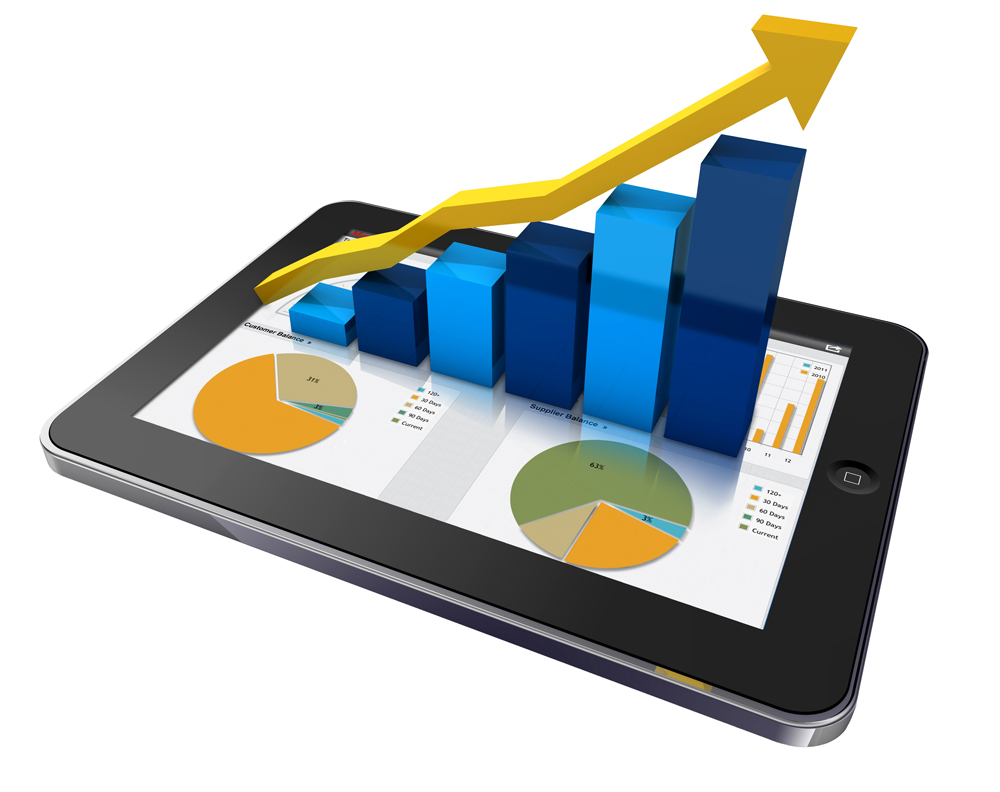 Customer Balance »
31%
3%
120+
30 Days
60 Days
90 Days
Current
Supplier Balance »
63%
3%
120+
30 Days
60 Days
90 Days
Current
2011
2010
10 11 12